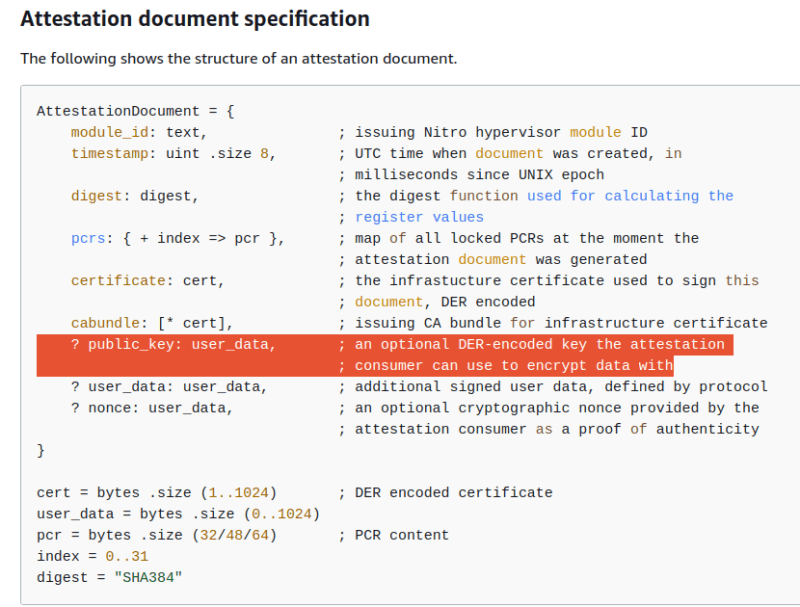 Attestation document specification
The following shows the structure of an attestation document.
AttestationDocument = {
module_id: text, ; issuing Nitro hypervisor module ID
timestamp: uint .size 8, ; UTC time when document was created, in
; milliseconds since UNIX epoch
digest: digest, ; the digest function used for calculating the
; register values
pcrs: { + index => pcr }, ; map of all locked PCRs at the moment the
; attestation document was generated
certificate: cert, ; the infrastucture certificate used to sign this
; document, DER encoded
cabundle: [* cert], ; issuing CA bundle for infrastructure certificate
? public_key: user_data, ; an optional DER-encoded key the attestation
; consumer can use to encrypt data with
? user_data: user_data, ; additional signed user data, defined by protocol
? nonce: user_data, ; an optional cryptographic nonce provided by the
; attestation consumer as a proof of authenticity
}
cert = bytes .size (1..1024) ; DER encoded certificate
user_data = bytes .size (0..1024)
pcr = bytes .size (32/48/64) ; PCR content
index = 0..31
digest = "SHA384"